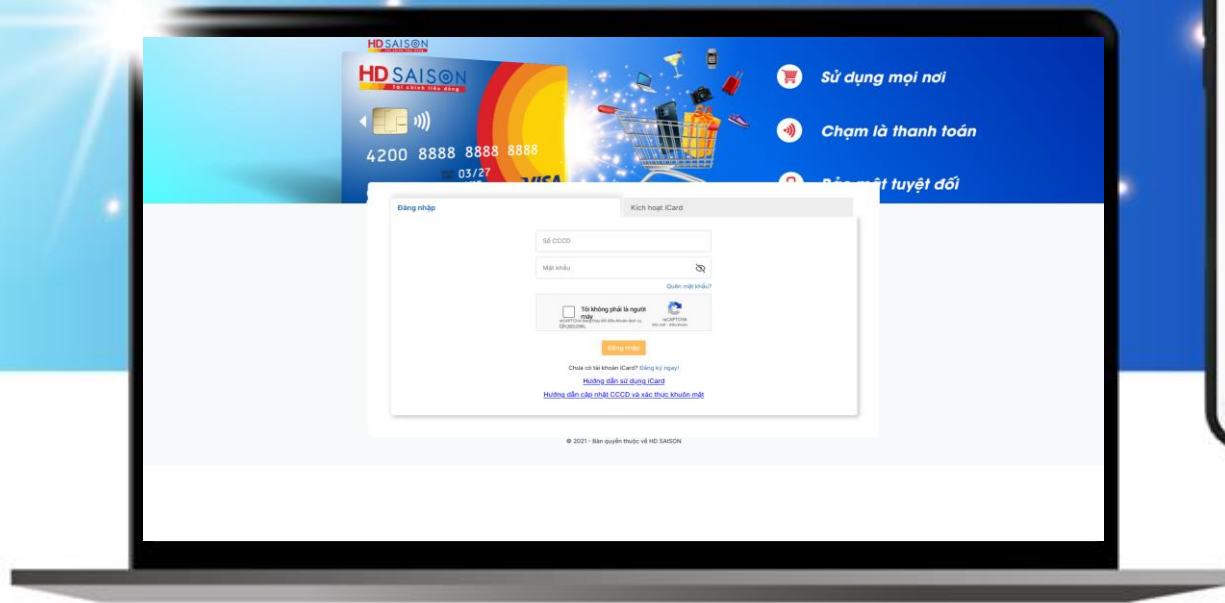 HD SAISON
HD SAISON
Tài chính tiêu dùng
4200 8888 8888 8888
03/27
VISA
Sử dụng mọi nơi
Chạm là thanh toán
Bảo mật tuyệt đối
Đăng nhập
Kích hoạt iCard
Số CCCD
Mật khẩu
Quên mật khẩu?
Tôi không phải là người máy
reCAPTCHA
Đăng nhập
Chưa có tài khoản iCard? Đăng ký ngay!
Hướng dẫn sử dụng iCard
Hướng dẫn cập nhật CCCD và xác thực khuôn mặt
© 2021 - Bản quyền thuộc về HD SAISON